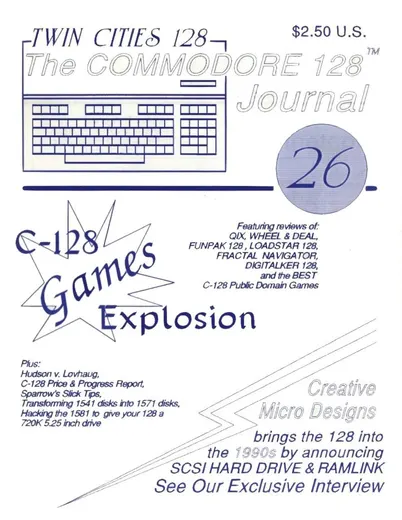 TWIN CITIES 128
$2.50 U.S.
The COMMODORE 128™
Journal
26
C-128
Games
Explosion
Featuring reviews of:
QIX, WHEEL & DEAL,
FUNPAK 128, LOADSTAR 128,
FRACTAL NAVIGATOR,
DIGITALKER 128,
and the BEST
C-128 Public Domain Games
Plus:
Hudson v. Lovhaug,
C-128 Price & Progress Report,
Sparrow's Slick Tips,
Transforming 1541 disks into 1571 disks,
Hacking the 1581 to give your 128 a
720K 5.25 inch drive
Creative
Micro Designs
brings the 128 into
the 1990s by announcing
SCSI HARD DRIVE & RAMLINK
See Our Exclusive Interview